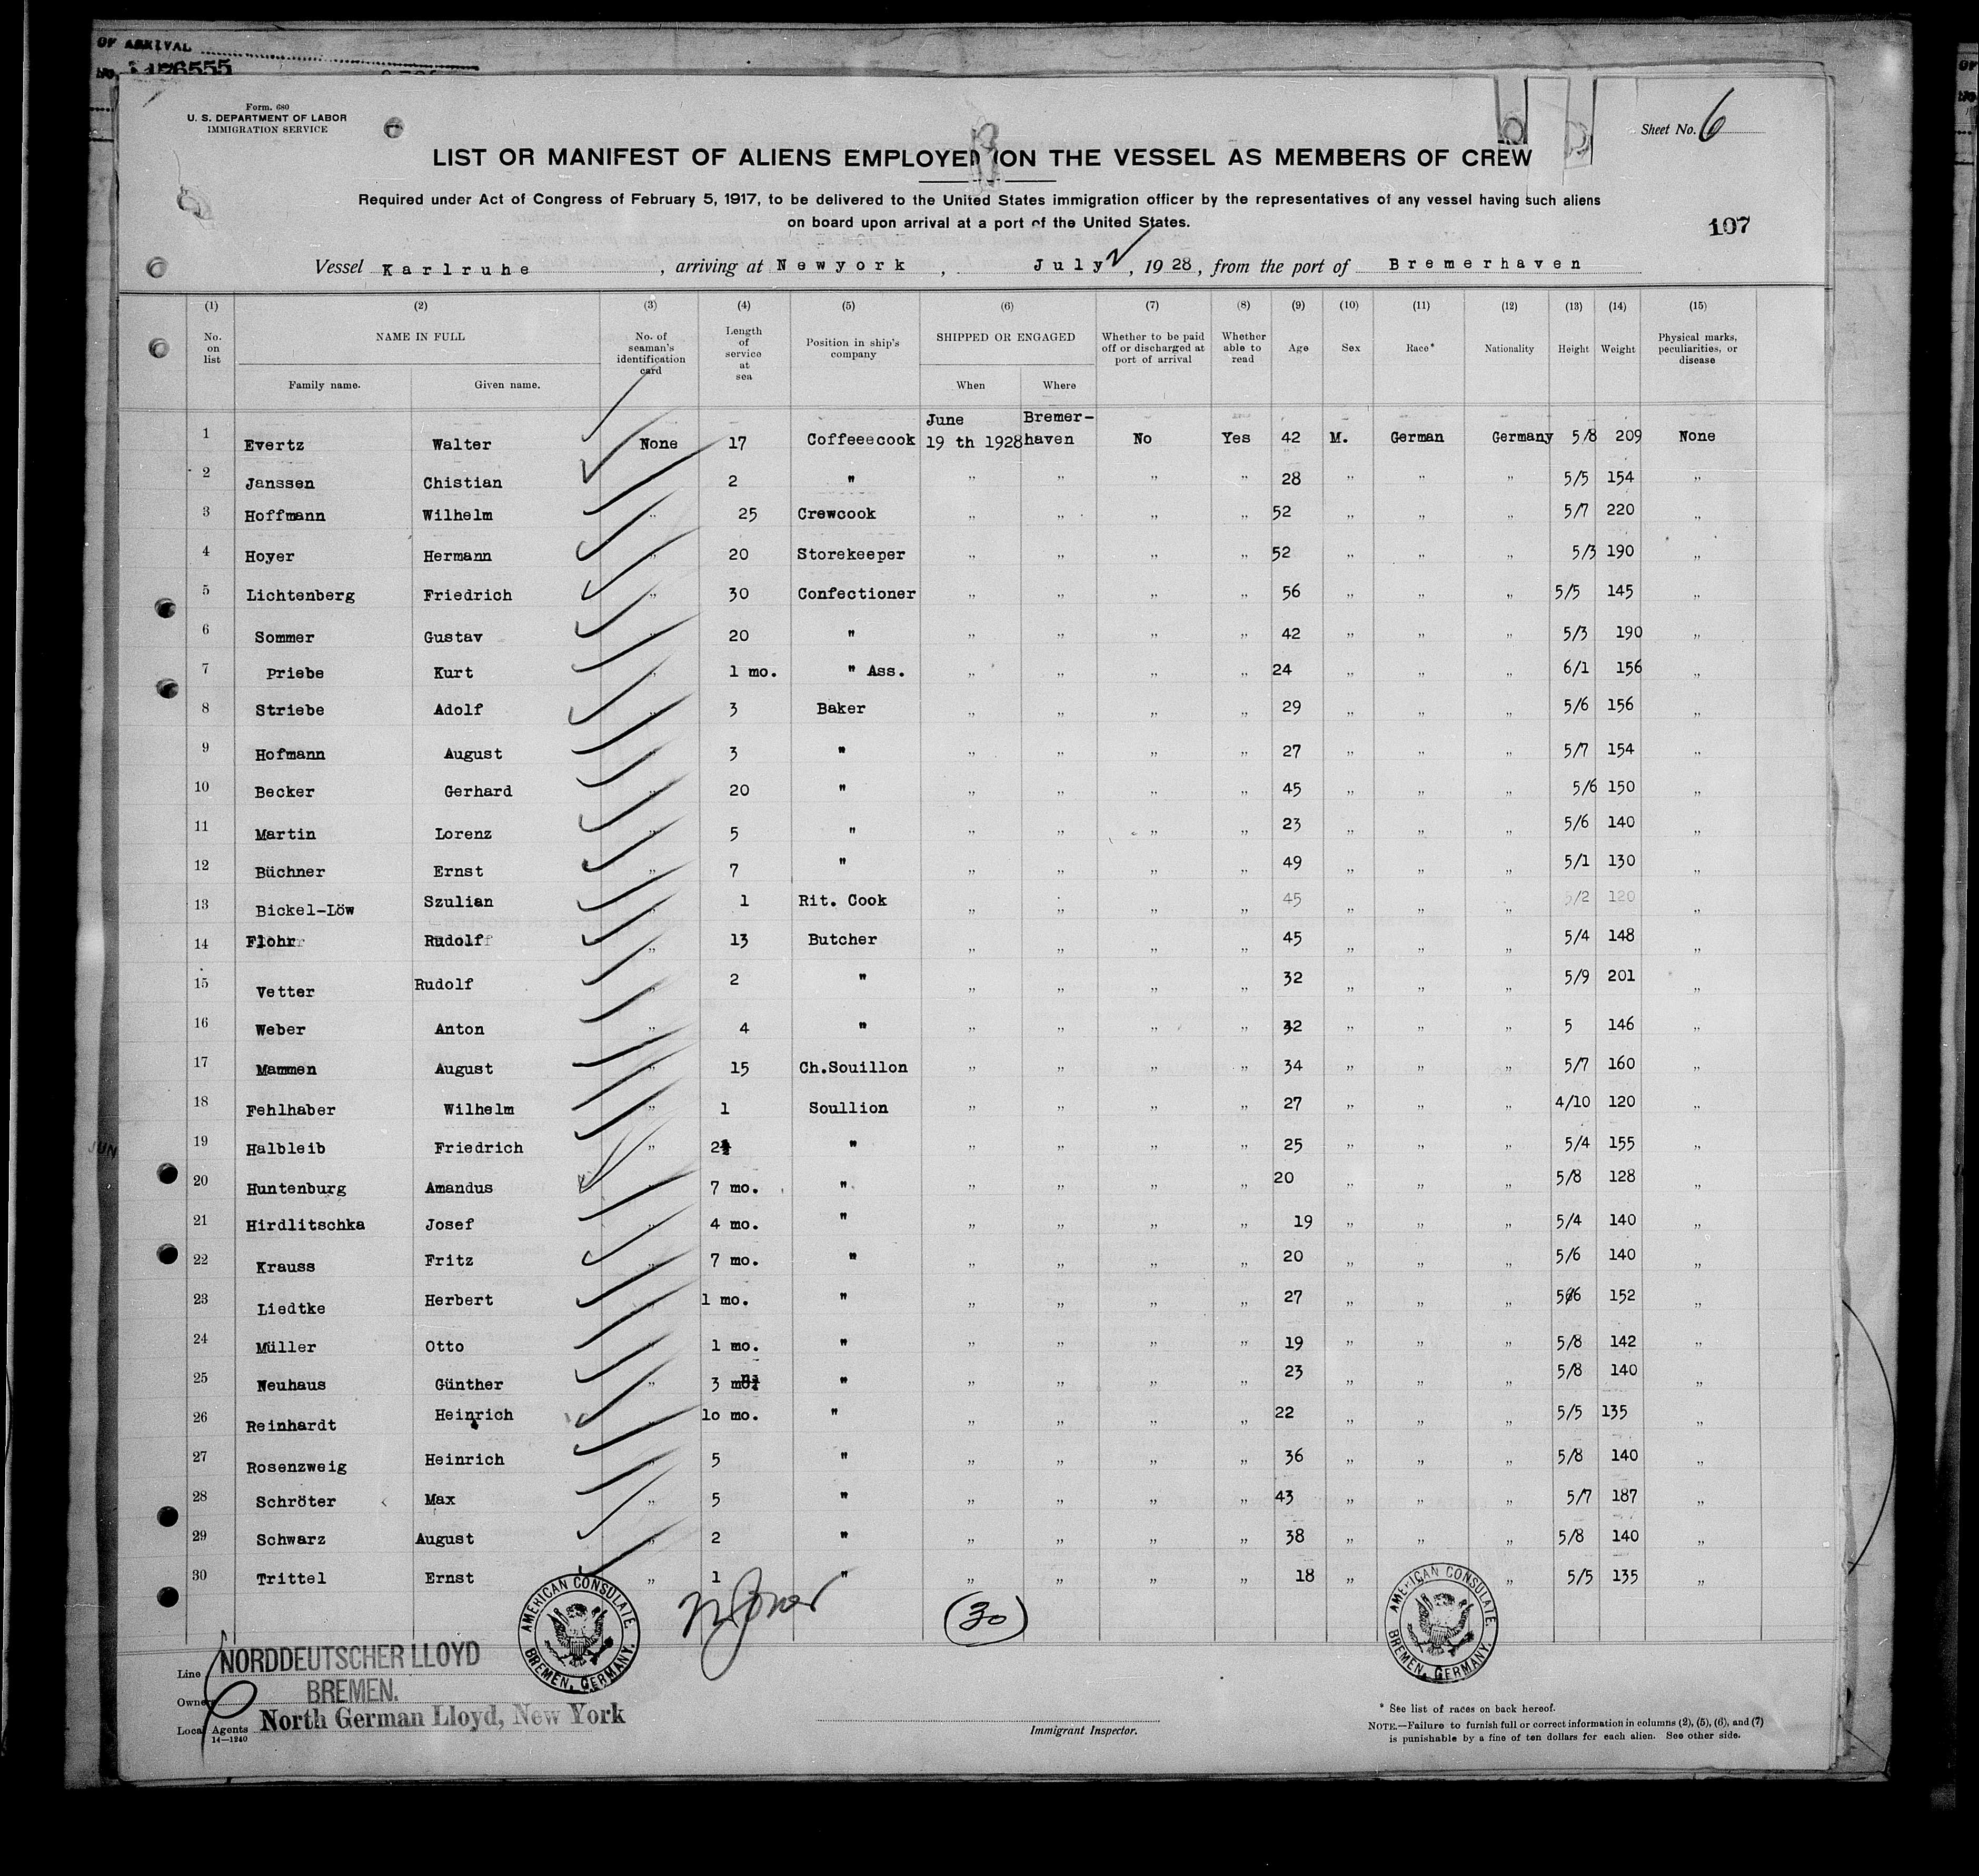 OF ARRIVAL
No. 126555
Form. 680
U. S. DEPARTMENT OF LABOR
IMMIGRATION SERVICE
Sheet No. 6
LIST OR MANIFEST OF ALIENS EMPLOYED ON THE VESSEL AS MEMBERS OF CREW
Required under Act of Congress of February 5, 1917, to be delivered to the United States immigration officer by the representatives of any vessel having such aliens
on board upon arrival at a port of the United States.
107
Vessel Karlruhe, arriving at Newyork, July 2, 1928, from the port of Bremerhaven
(1) (2) (3) (4) (5) (6) (7) (8) (9) (10) (11) (12) (13) (14) (15)
No. on list NAME IN FULL Family name. Given name. No. of seaman's identification card Length of service at sea Position in ship's company SHIPPED OR ENGAGED When Where Whether to be paid off or discharged at port of arrival Whether able to read Age Sex Race* Nationality Height Weight Physical marks, peculiarities, or disease
1 Evertz Walter None 17 Coffeeecook June 19 th 1928 Bremer-haven No Yes 42 M. German Germany 5/8 209 None
2 Janssen Chistian 2 " " " " " 28 " " " 5/5 154 "
3 Hoffmann Wilhelm " 25 Crewcook " " " " 52 " " " 5/7 220 "
4 Hoyer Hermann " 20 Storekeeper " " " " 52 " " " 5/3 190 "
5 Lichtenberg Friedrich " 30 Confectioner " " " " 56 " " " 5/5 145 "
6 Sommer Gustav " 20 " " " " " 42 " " " 5/3 190 "
7 Priebe Kurt " 1 mo. " Ass. " " " " 24 " " " 6/1 156 "
8 Striebe Adolf " 3 Baker " " " " 29 " " " 5/6 156 "
9 Hofmann August " 3 " " " " " 27 " " " 5/7 154 "
10 Becker Gerhard " 20 " " " " " 45 " " " 5/6 150 "
11 Martin Lorenz " 5 " " " " " 23 " " " 5/6 140 "
12 Büchner Ernst " 7 " " " " " 49 " " " 5/1 130 "
13 Bickel-Löw Szulian " 1 Rit. Cook " " " " 45 " " " 5/2 120 "
14 Flohr Rudolf " 13 Butcher " " " " 45 " " " 5/4 148 "
15 Vetter Rudolf " 2 " " " " " 32 " " " 5/9 201 "
16 Weber Anton " 4 " " " " " 32 " " " 5 146 "
17 Mammen August " 15 Ch.Souillon " " " " 34 " " " 5/7 160 "
18 Fehlhaber Wilhelm " 1 Soullion " " " " 27 " " " 4/10 120 "
19 Halbleib Friedrich " 2 " " " " " 25 " " " 5/4 155 "
20 Huntenburg Amandus " 7 mo. " " " " " 20 " " " 5/8 128 "
21 Hirdlitschka Josef " 4 mo. " " " " " 19 " " " 5/4 140 "
22 Krauss Fritz " 7 mo. " " " " " 20 " " " 5/6 140 "
23 Liedtke Herbert " 1 mo. " " " " " 27 " " " 5/6 152 "
24 Müller Otto " 1 mo. " " " " " 19 " " " 5/8 142 "
25 Neuhaus Günther " 3 " " " " " 23 " " " 5/8 140 "
26 Reinhardt Heinrich " lo mo. " " " " " 22 " " " 5/5 135 "
27 Rosenzweig Heinrich " 5 " " " " " 36 " " " 5/8 140 "
28 Schröter Max " 5 " " " " " 43 " " " 5/7 187 "
29 Schwarz August " 2 " " " " " 38 " " " 5/8 140 "
30 Trittel Ernst " 1 " " " " " 18 " " " 5/5 135 "
(30)
AMERICAN CONSULATE. BREMEN, GERMANY.
AMERICAN CONSULATE. BREMEN, GERMANY.
JUN
Line NORDDEUTSCHER LLOYD
Owners BREMEN.
Local Agents North German Lloyd, New York
14—1240
Immigrant Inspector.
* See list of races on back hereof.
NOTE.—Failure to furnish full or correct information in columns (2), (5), (6), and (7)
is punishable by a fine of ten dollars for each alien. See other side.